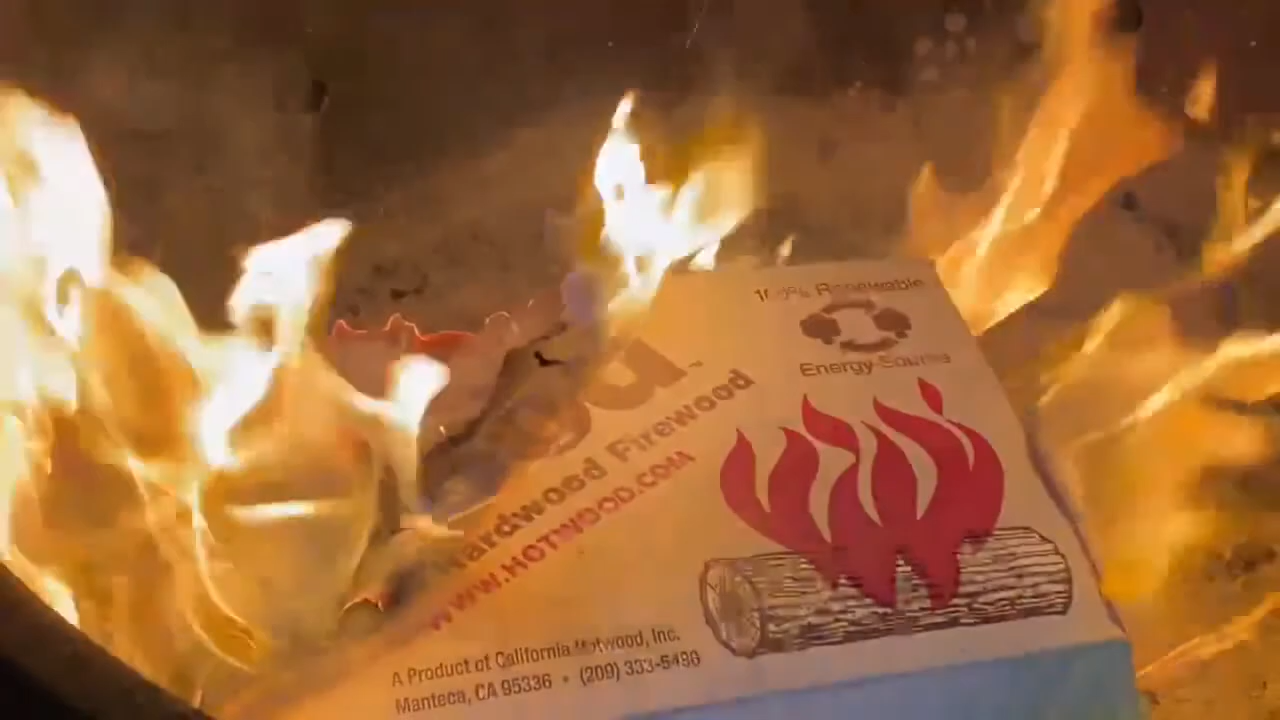 100% Renewable
Energy Source
Hardwood Firewood
WWW.HOTWOOD.COM
A Product of California Hotwood, Inc.
Manteca, CA 95336 • (209) 333-5496